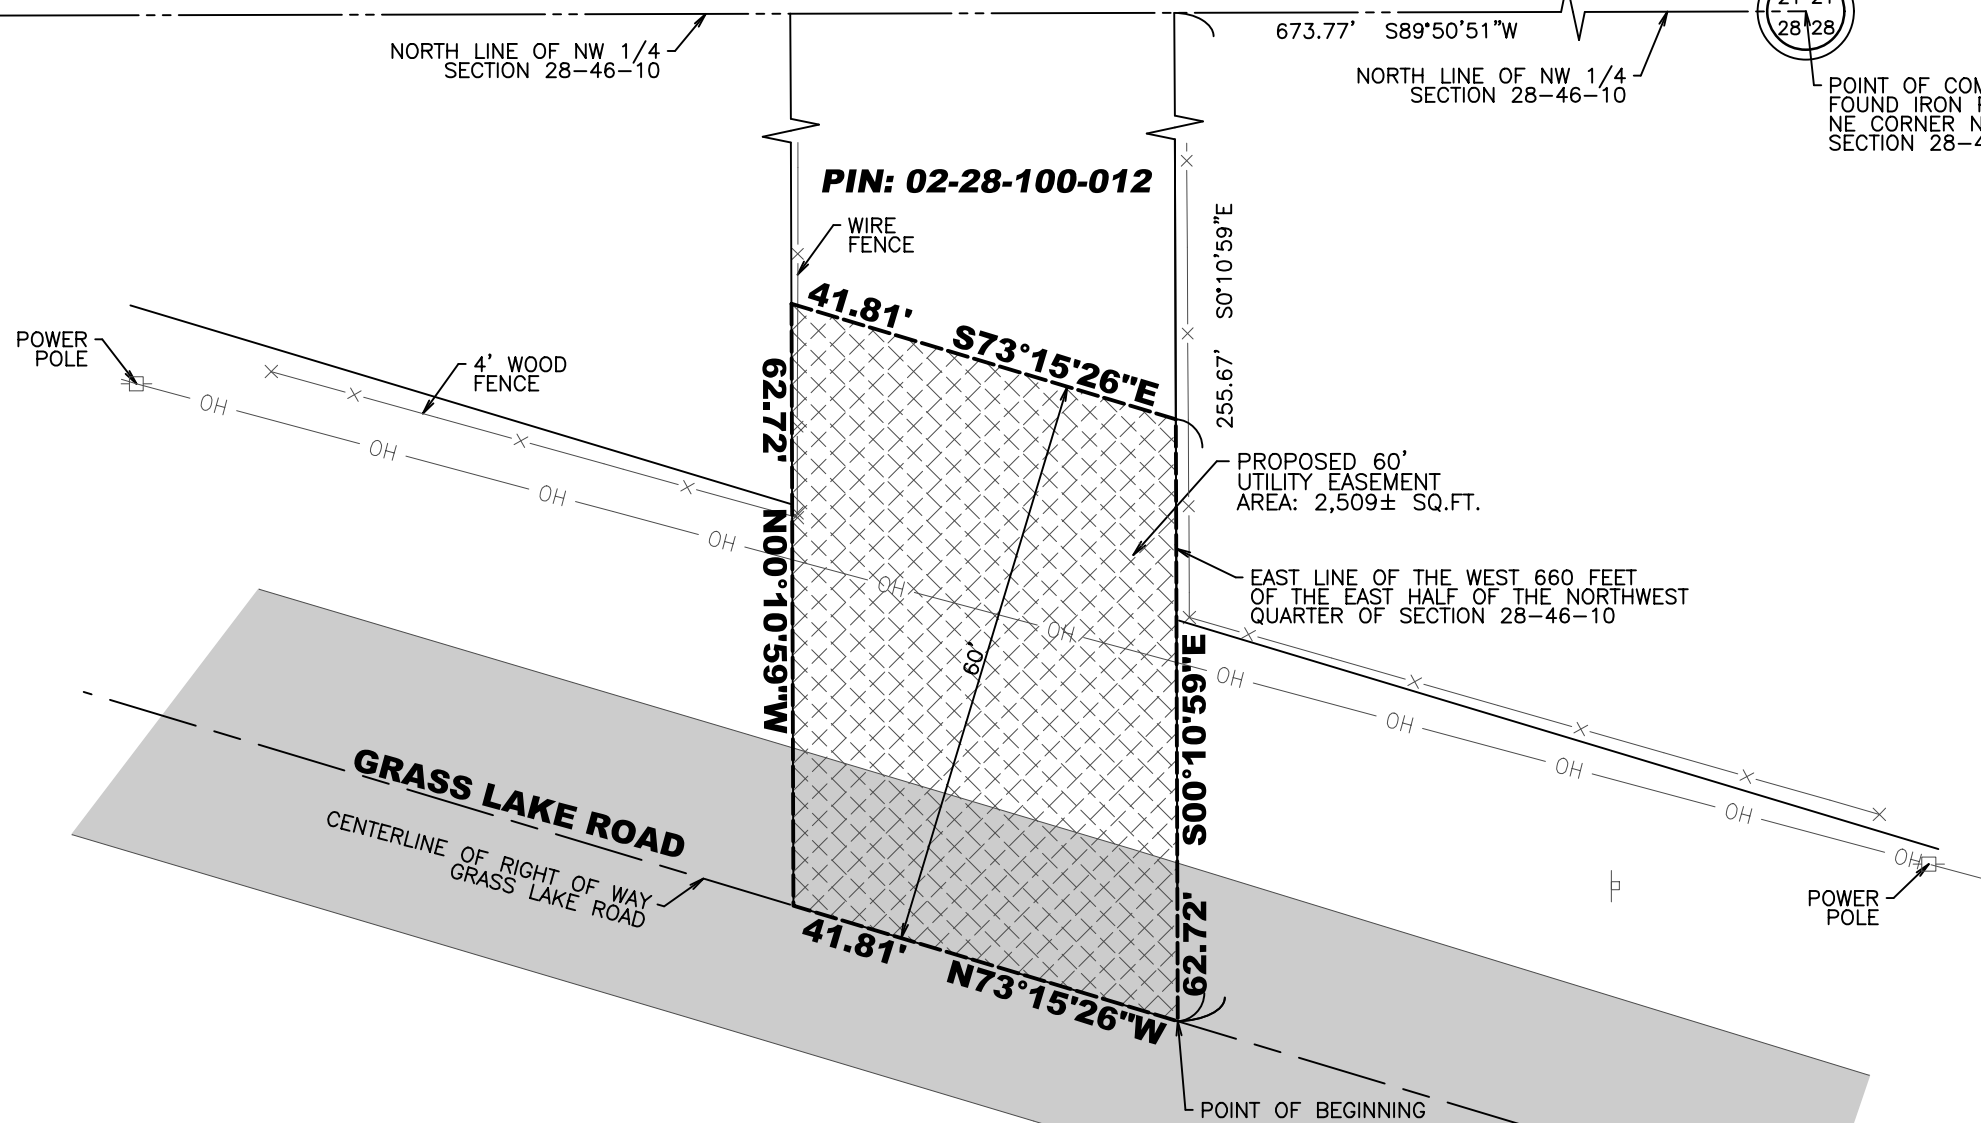 673.77' S89°50'51"W
28 28
NORTH LINE OF NW 1/4
SECTION 28-46-10
NORTH LINE OF NW 1/4
SECTION 28-46-10
POINT OF
FOUND IRON
NE CORNER
SECTION
PIN: 02-28-100-012
WIRE
FENCE
255.67' S0°10'59"E
41.81' S73°15'26"E
POWER
POLE
4' WOOD
FENCE
62.72'
N00°10'59"W
OH
OH
OH
OH
OH
OH
OH
OH
OH
OH
OH
PROPOSED 60'
UTILITY EASEMENT
AREA: 2,509± SQ.FT.
EAST LINE OF THE WEST 660 FEET
OF THE EAST HALF OF THE NORTHWEST
QUARTER OF SECTION 28-46-10
60'
S00°10'59"E
62.72'
GRASS LAKE ROAD
CENTERLINE OF RIGHT OF WAY
GRASS LAKE ROAD
POWER
POLE
41.81' N73°15'26"W
POINT OF BEGINNING